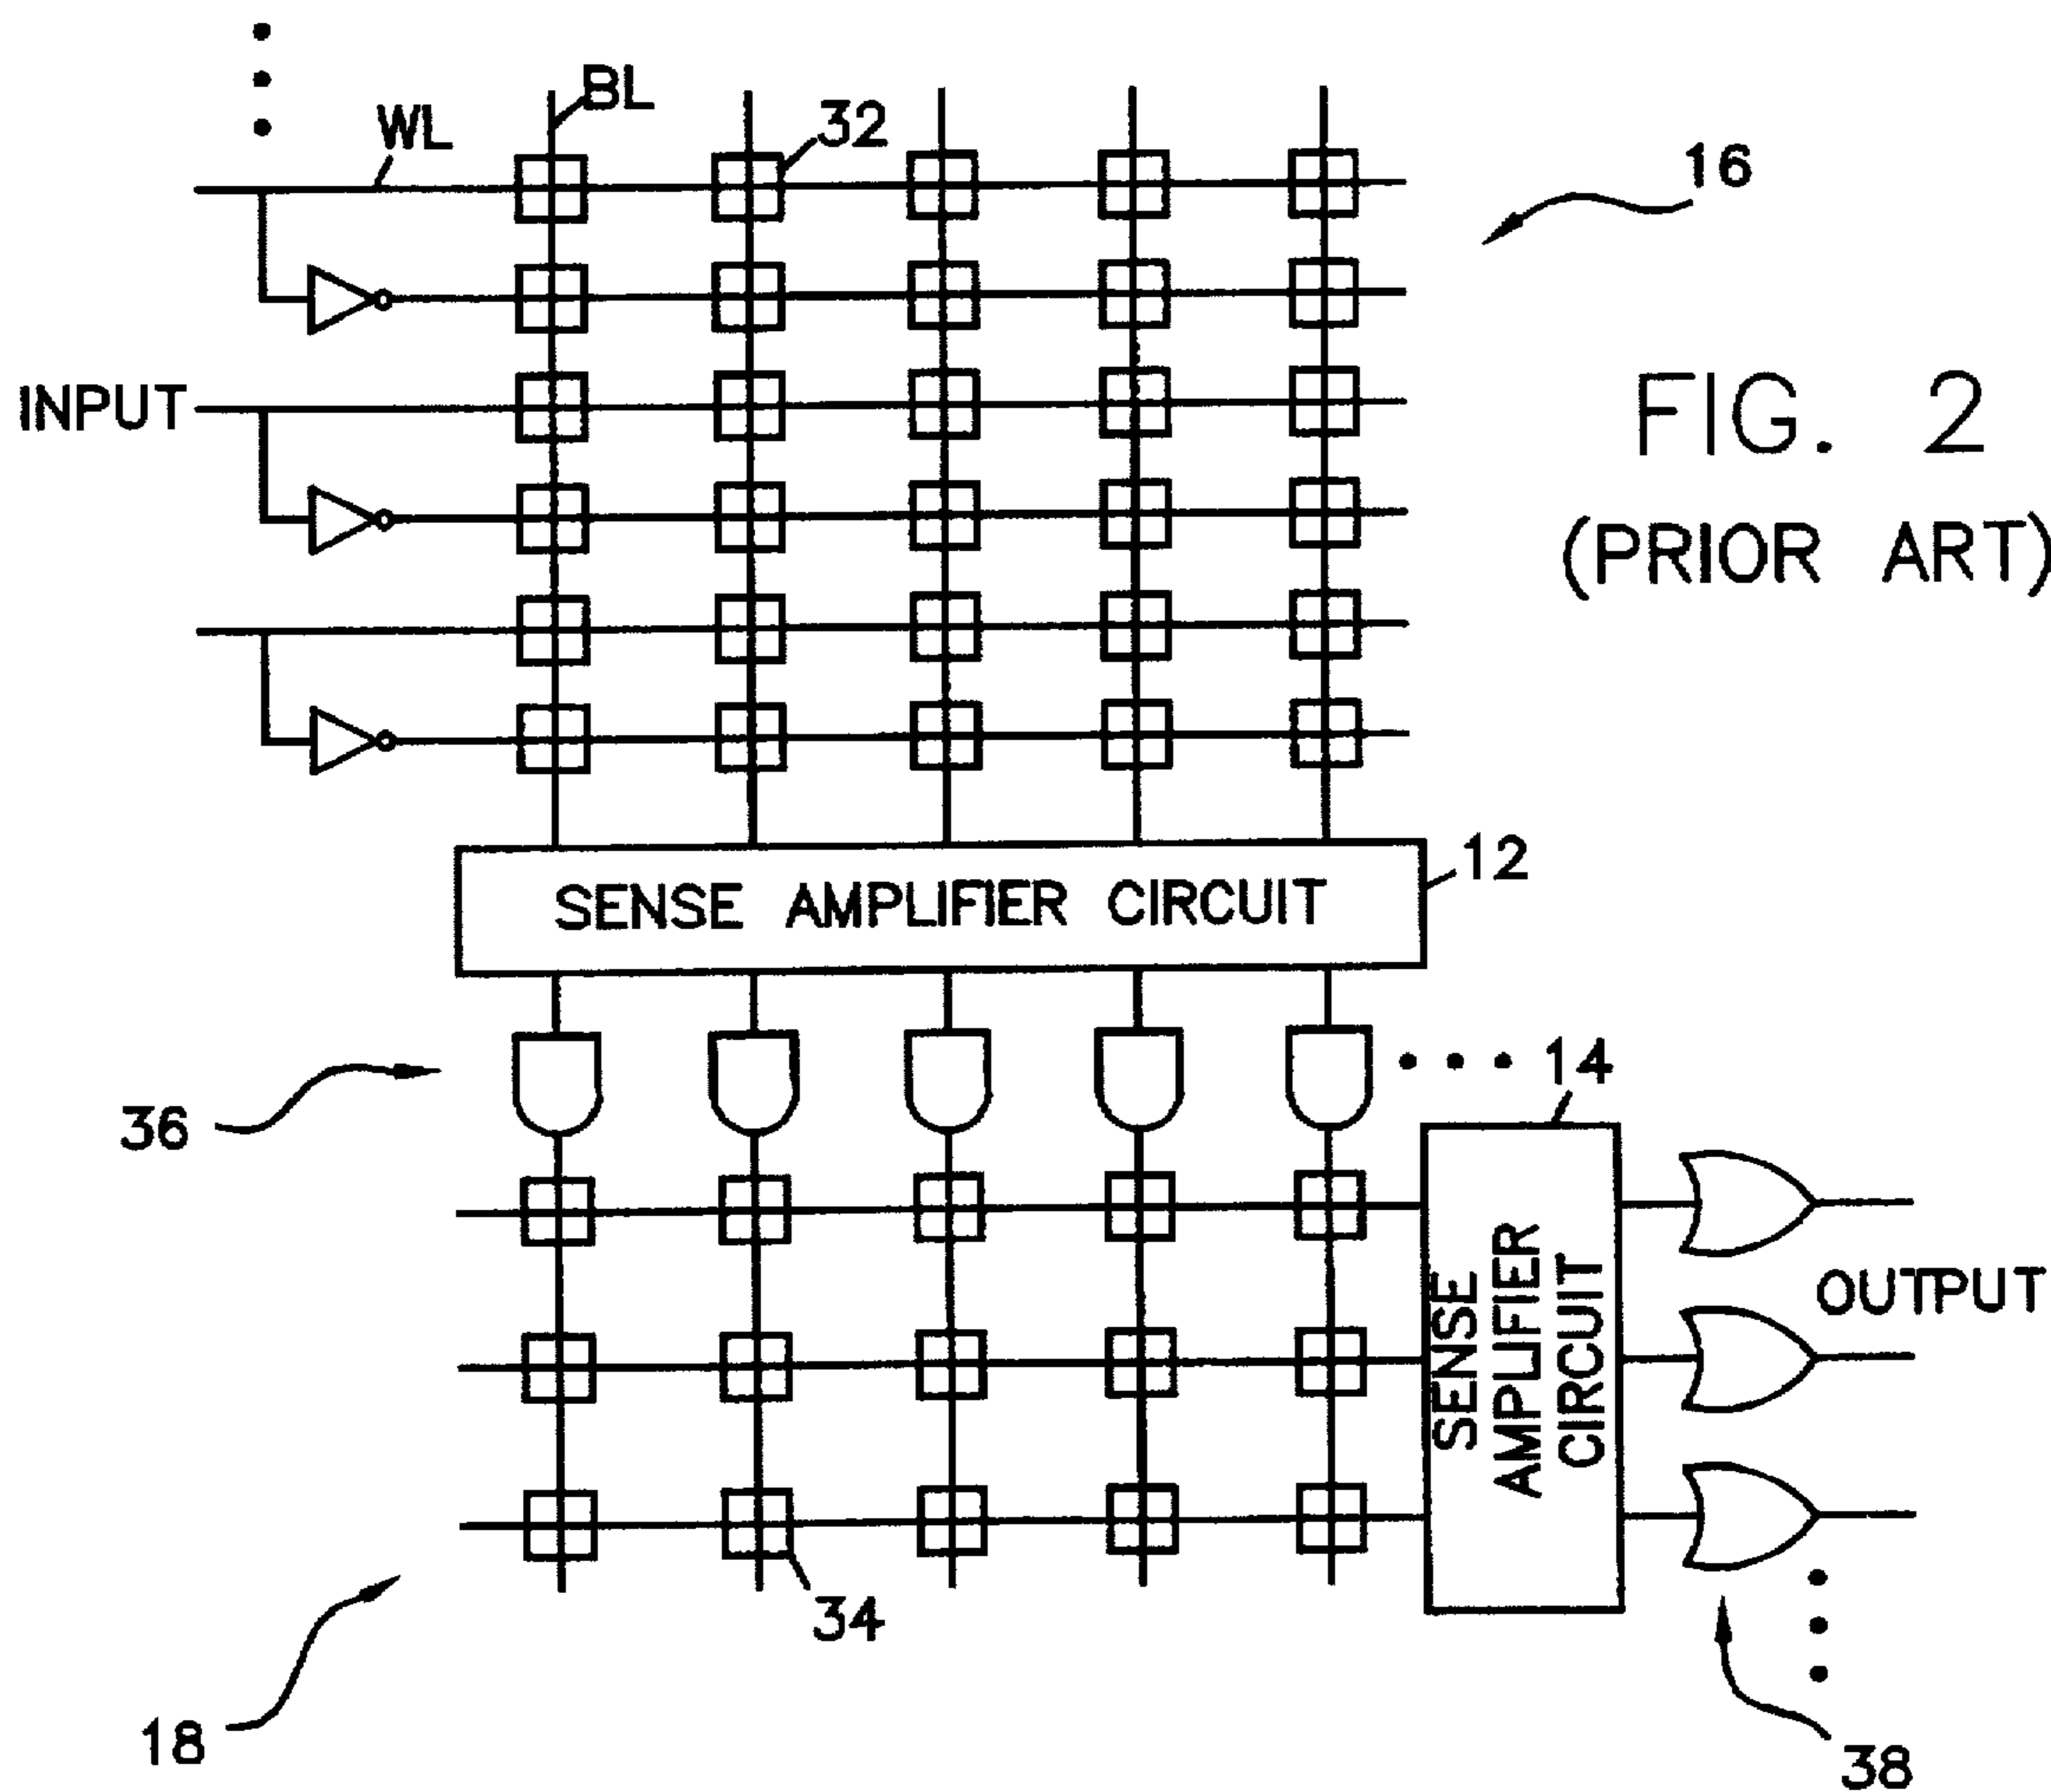 BL
WL
32
16
INPUT
FIG. 2
(PRIOR ART)
12
SENSE AMPLIFIER CIRCUIT
36
14
SENSE
AMPLIFIER
CIRCUIT
OUTPUT
34
18
38